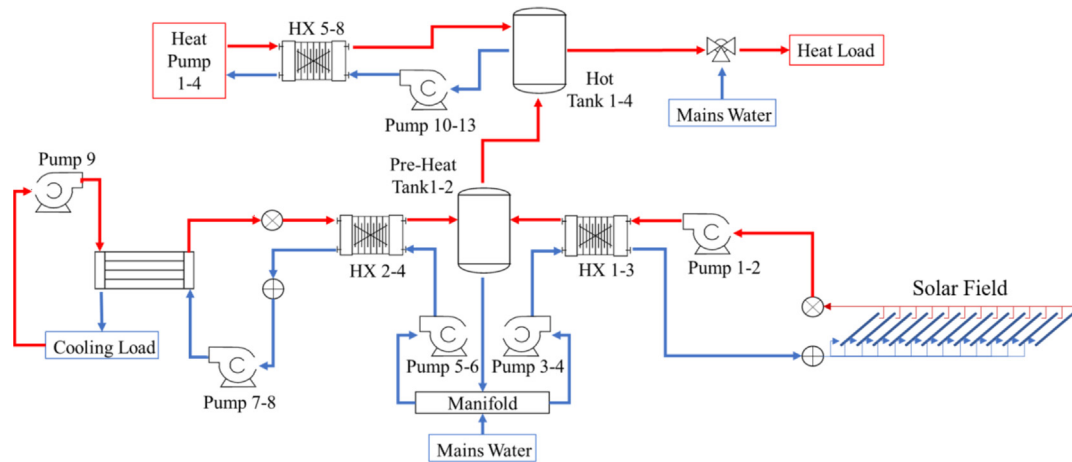 HX 5-8
Heat
Pump
1-4
Heat Load
Hot
Tank 1-4
Mains Water
Pump 10-13
Pump 9
Pre-Heat
Tank1-2
HX 2-4
HX 1-3
Pump 1-2
Solar Field
Cooling Load
Pump 5-6
Pump 3-4
Pump 7-8
Manifold
Mains Water